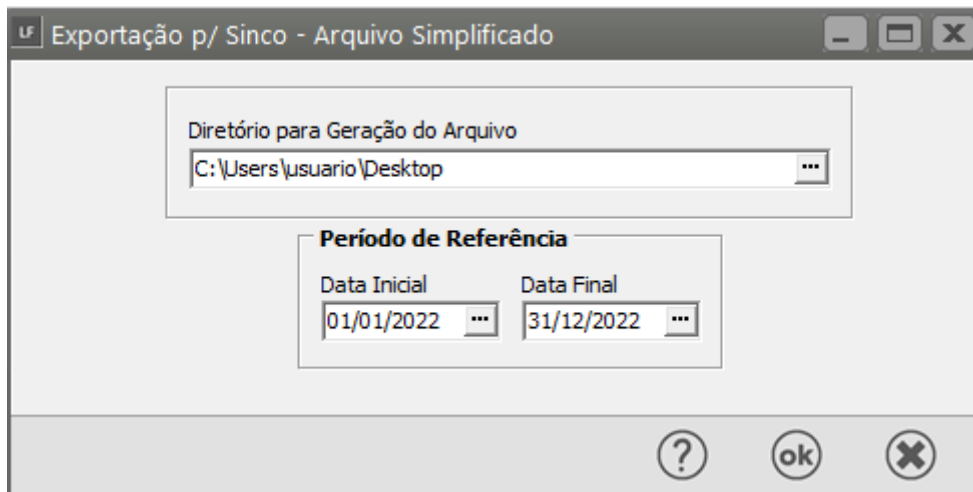 LF Exportação p/ Sinco - Arquivo Simplificado
Diretório para Geração do Arquivo
C:\Users\usuario\Desktop ...
Período de Referência
Data Inicial Data Final
01/01/2022 ... 31/12/2022 ...
? ok